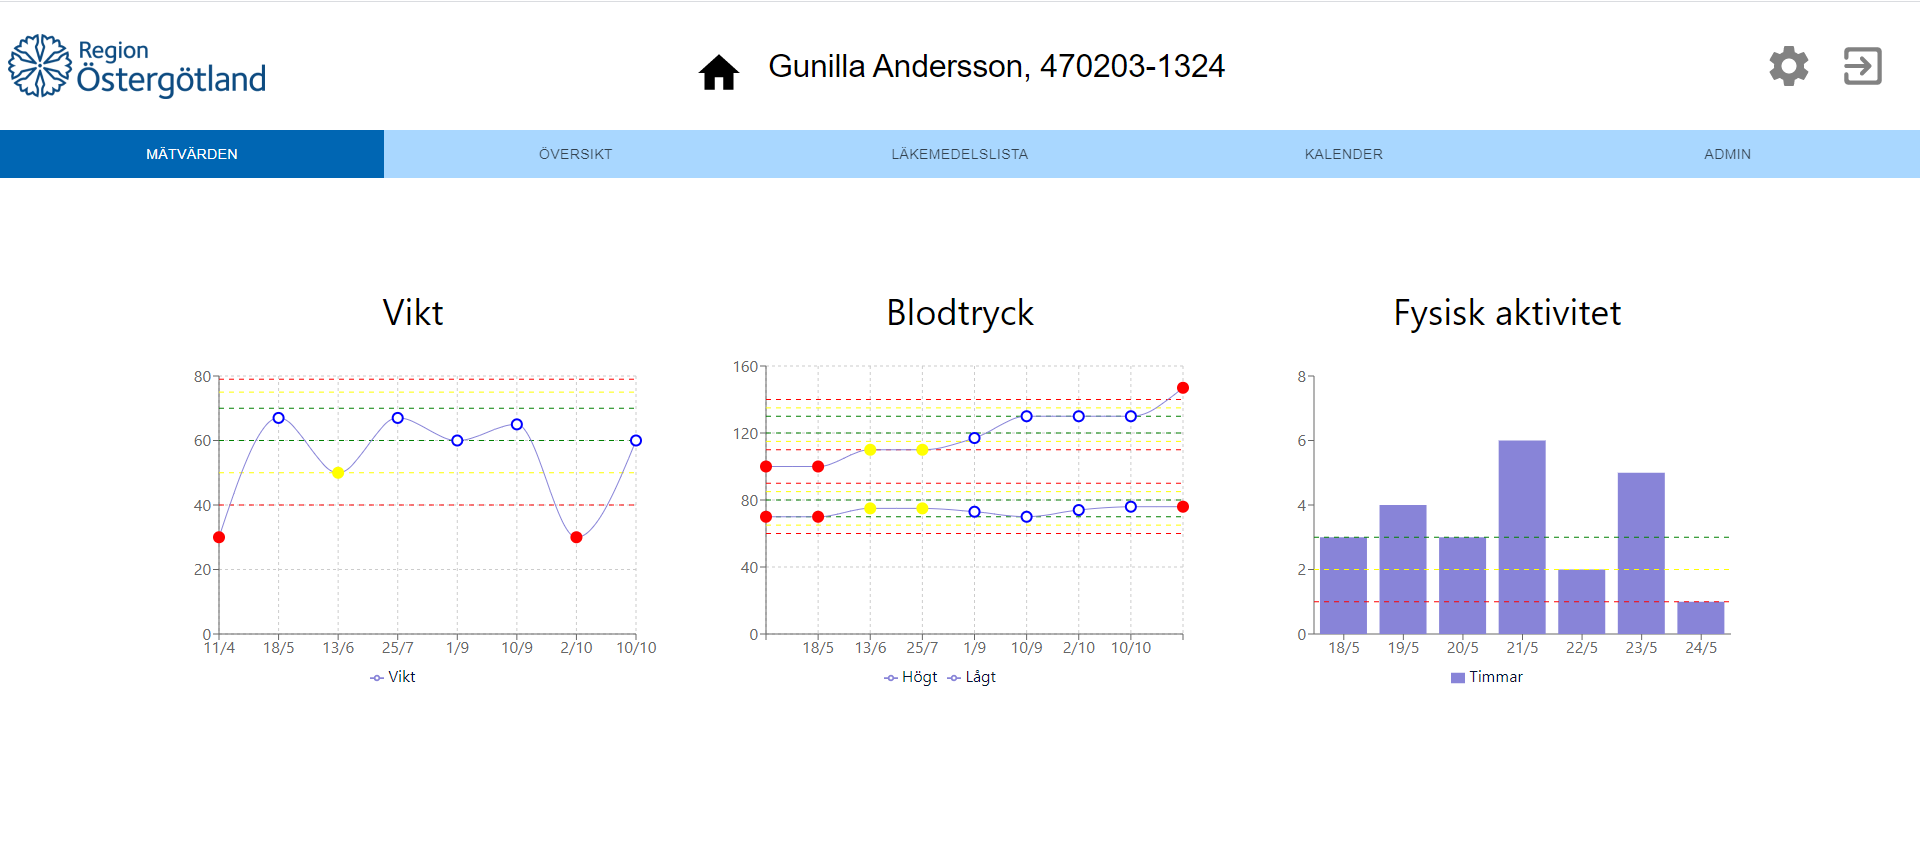 Region
Östergötland
Gunilla Andersson, 470203-1324
MÄTVÄRDEN ÖVERSIKT LÄKEMEDELSLISTA KALENDER ADMIN
Vikt
80
60
40
20
0
11/4 18/5 13/6 25/7 1/9 10/9 2/10 10/10
Vikt
Blodtryck
160
120
80
40
0
18/5 13/6 25/7 1/9 10/9 2/10 10/10
Högt Lågt
Fysisk aktivitet
8
6
4
2
0
18/5 19/5 20/5 21/5 22/5 23/5 24/5
Timmar